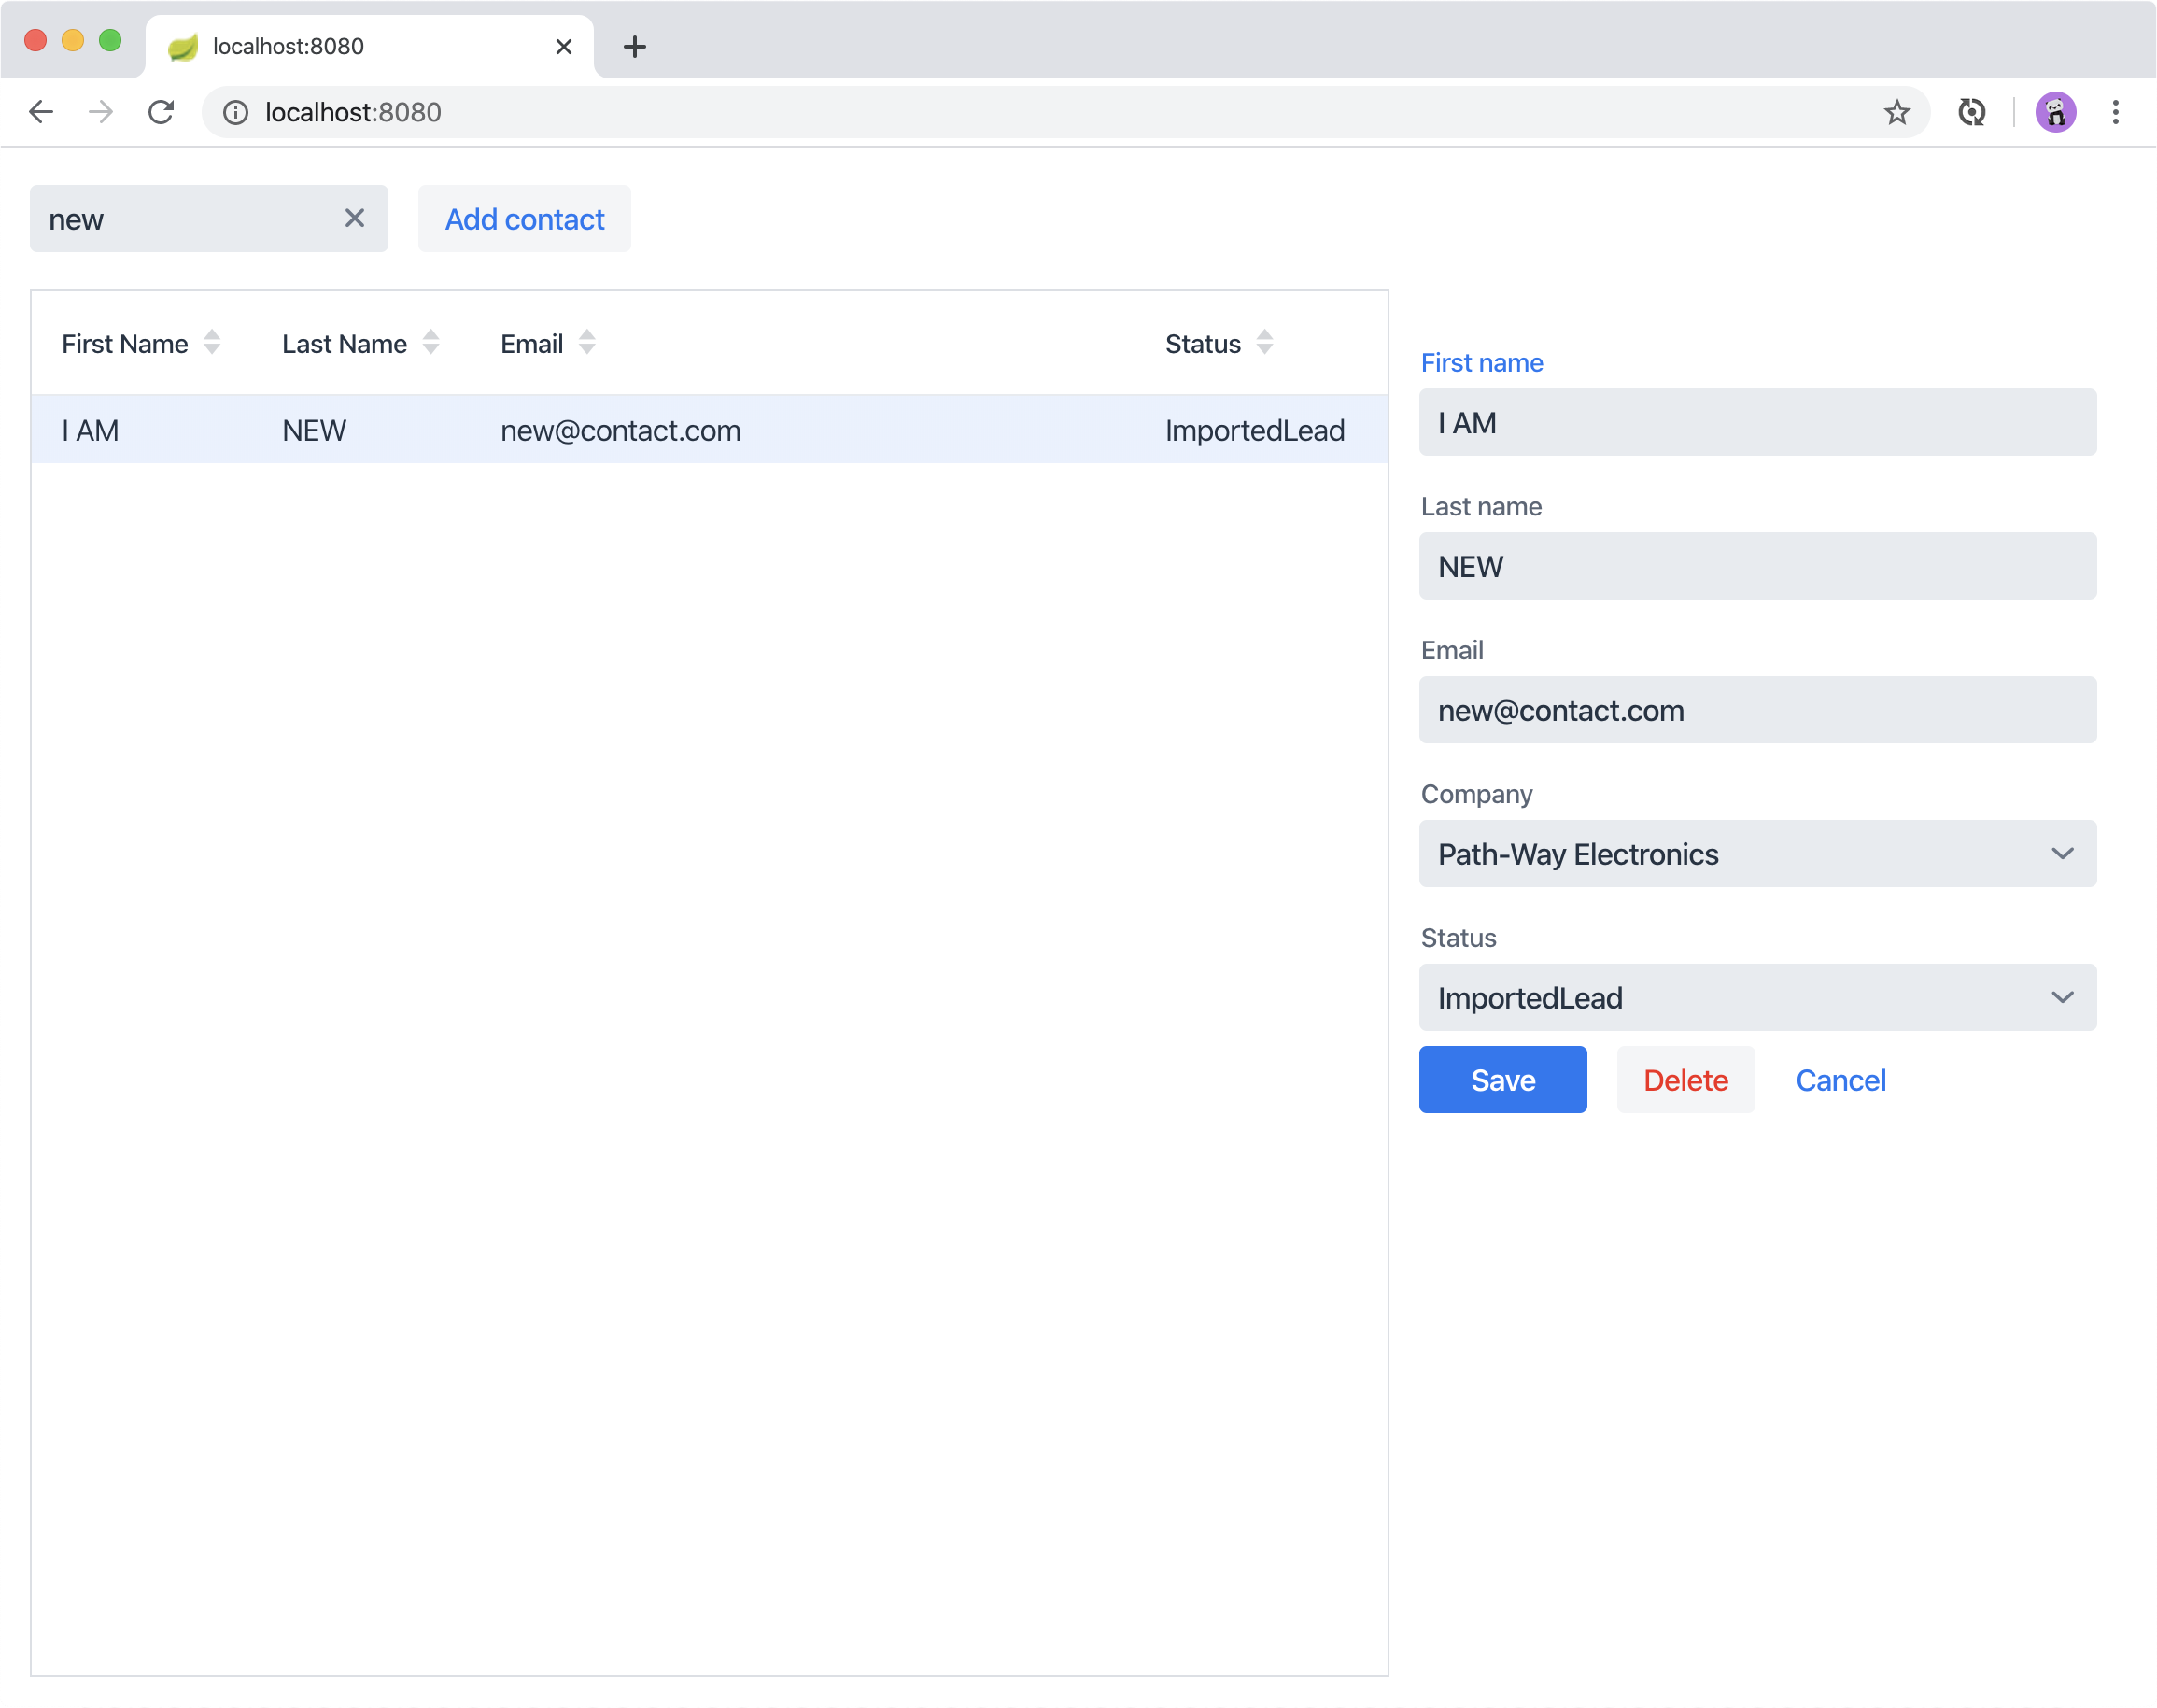 localhost:8080
localhost:8080
new Add contact
First Name Last Name Email Status
I AM NEW new@contact.com ImportedLead
First name
I AM
Last name
NEW
Email
new@contact.com
Company
Path-Way Electronics
Status
ImportedLead
Save Delete Cancel